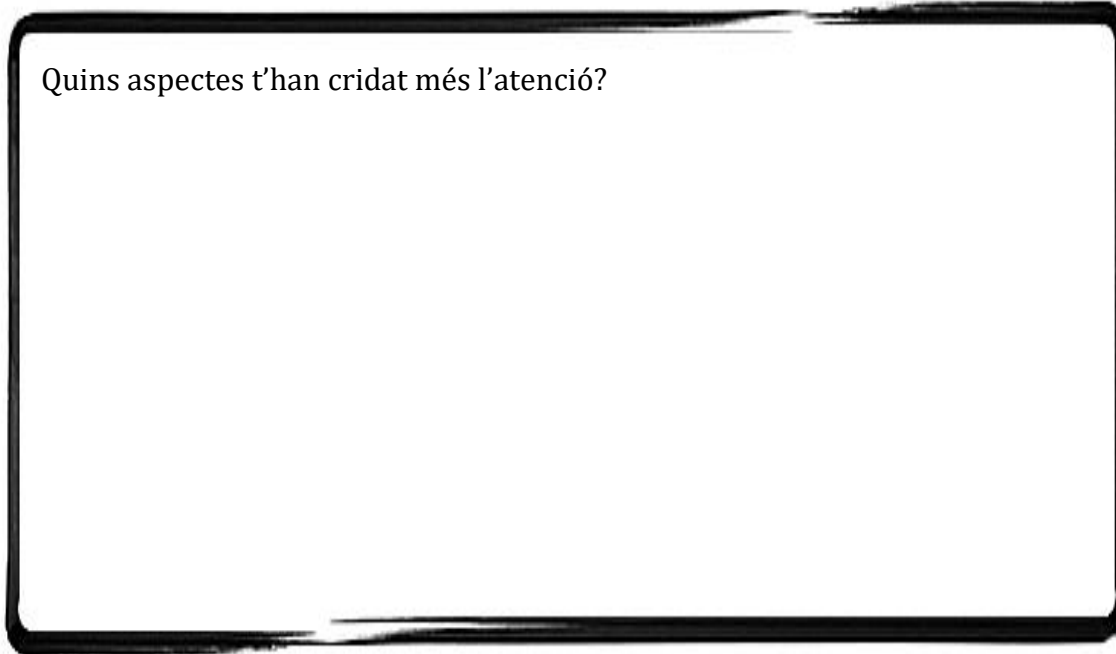 Quins aspectes t’han cridat més l’atenció?